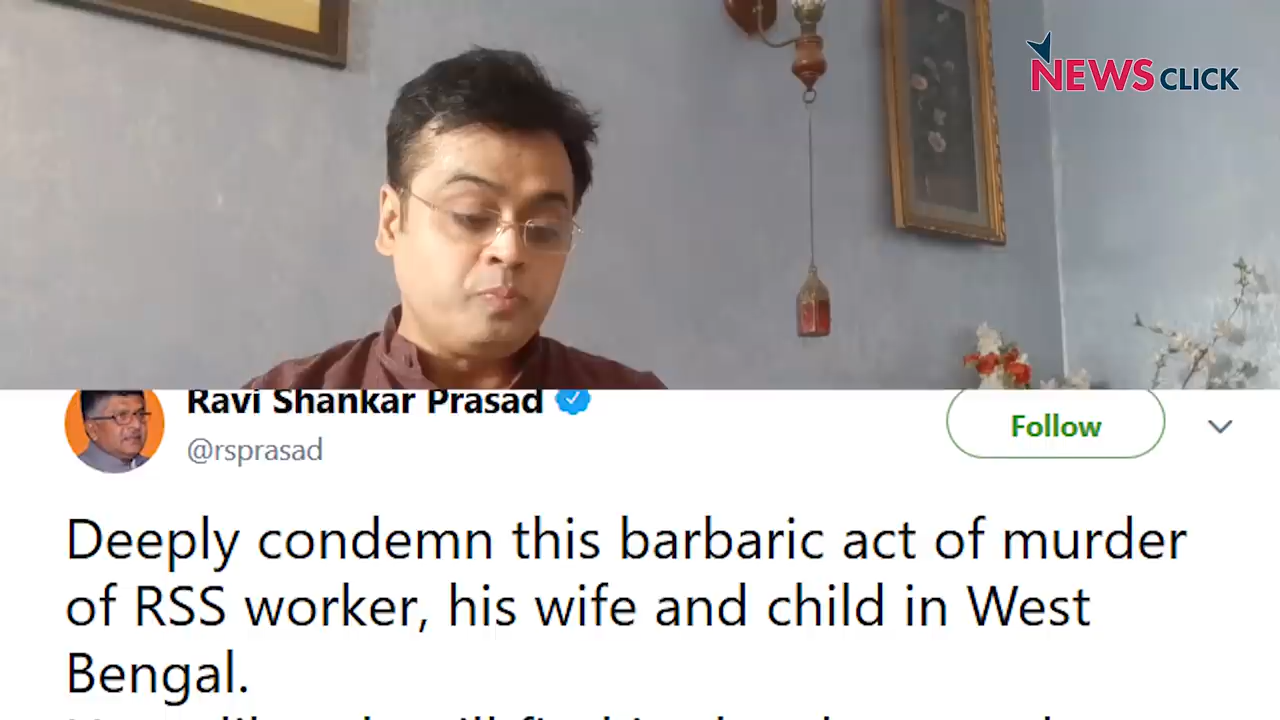 NEWSCLICK
Ravi Shankar Prasad
@rsprasad
Follow
Deeply condemn this barbaric act of murder
of RSS worker, his wife and child in West
Bengal.